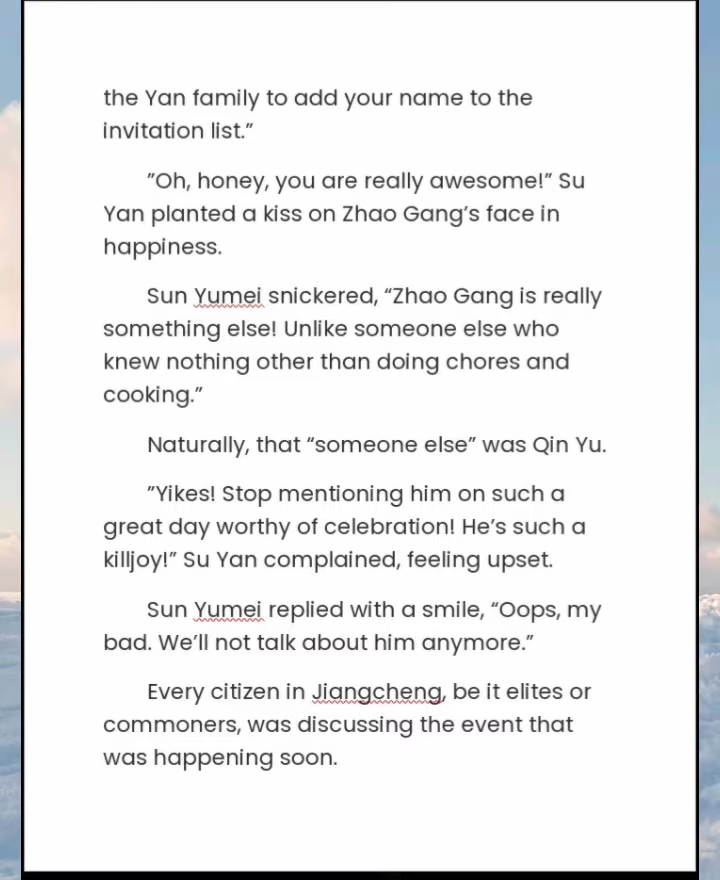 the Yan family to add your name to the
invitation list.”
”Oh, honey, you are really awesome!” Su
Yan planted a kiss on Zhao Gang’s face in
happiness.
Sun Yumei snickered, “Zhao Gang is really
something else! Unlike someone else who
knew nothing other than doing chores and
cooking.”
Naturally, that “someone else” was Qin Yu.
”Yikes! Stop mentioning him on such a
great day worthy of celebration! He’s such a
killjoy!” Su Yan complained, feeling upset.
Sun Yumei replied with a smile, “Oops, my
bad. We’ll not talk about him anymore.”
Every citizen in Jiangcheng, be it elites or
commoners, was discussing the event that
was happening soon.